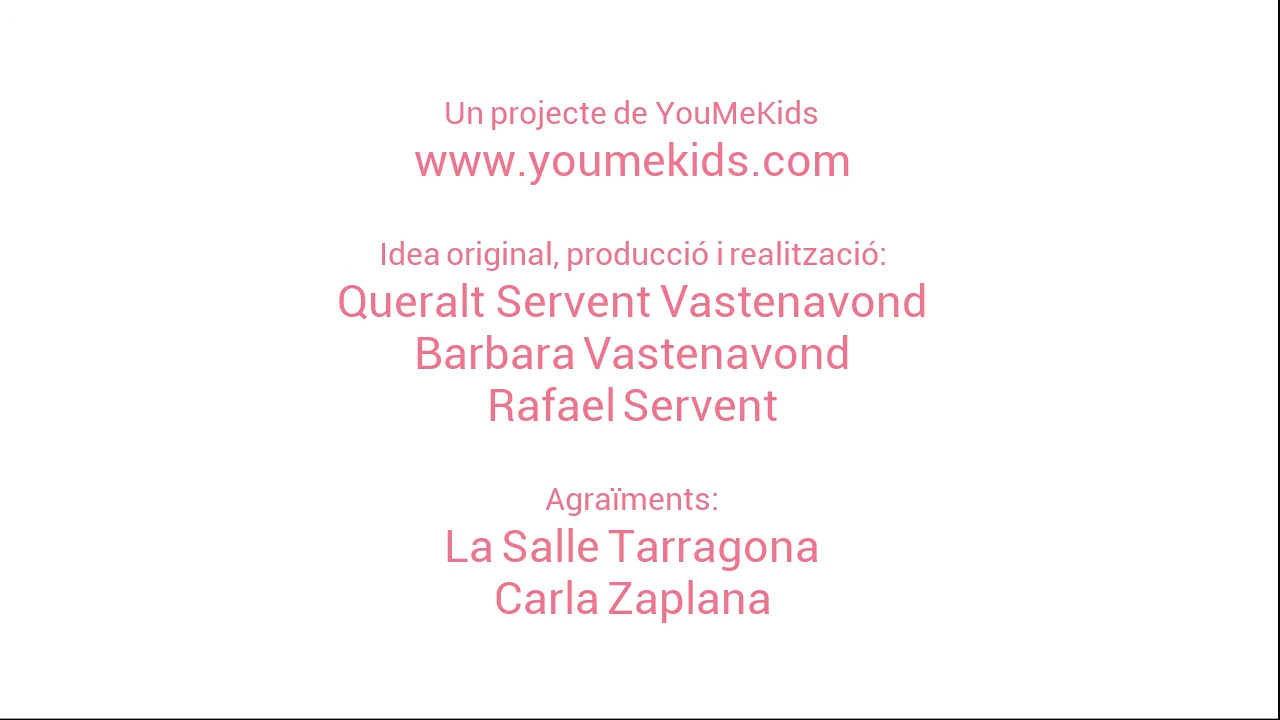 Un projecte de YouMeKids
www.youmekids.com
Idea original, producció i realització:
Queralt Servent Vastenavond
Barbara Vastenavond
Rafael Servent
Agraïments:
La Salle Tarragona
Carla Zaplana